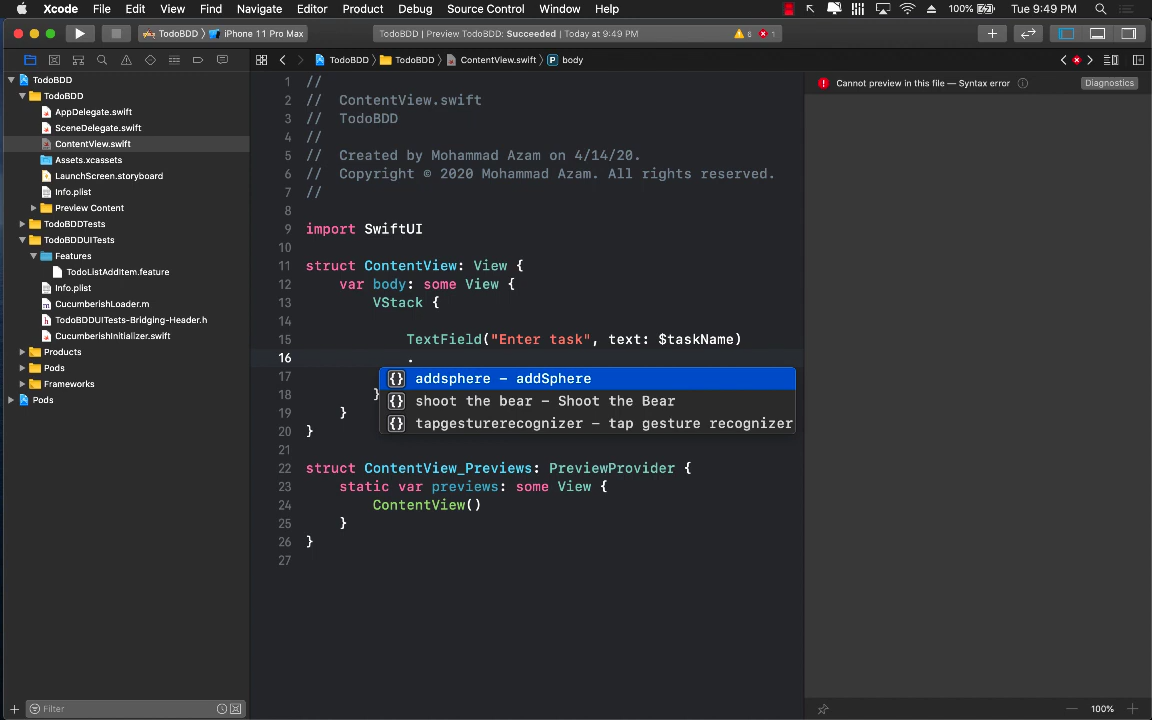 Xcode File Edit View Find Navigate Editor Product Debug Source Control Window Help 100% Tue 9:49 PM
TodoBDD iPhone 11 Pro Max
TodoBDD | Preview TodoBDD: Succeeded | Today at 9:49 PM 6 1
TodoBDD
TodoBDD
AppDelegate.swift
SceneDelegate.swift
ContentView.swift
Assets.xcassets
LaunchScreen.storyboard
Info.plist
Preview Content
TodoBDDTests
TodoBDDUITests
Features
TodoListAddItem.feature
Info.plist
CucumberishLoader.m
TodoBDDUITests-Bridging-Header.h
CucumberishInitializer.swift
Products
Pods
Frameworks
Pods
Filter
TodoBDD TodoBDD ContentView.swift P body
1 //
2 // ContentView.swift
3 // TodoBDD
4 //
5 // Created by Mohammad Azam on 4/14/20.
6 // Copyright © 2020 Mohammad Azam. All rights reserved.
7 //
8
9 import SwiftUI
10
11 struct ContentView: View {
12 var body: some View {
13 VStack {
14
15 TextField("Enter task", text: $taskName)
16 .
17
18 }
19 }
20 }
21
22 struct ContentView_Previews: PreviewProvider {
23 static var previews: some View {
24 ContentView()
25 }
26 }
27
{} addsphere – addSphere
{} shoot the bear – Shoot the Bear
{} tapgesturerecognizer – tap gesture recognizer
Cannot preview in this file — Syntax error
Diagnostics
100%